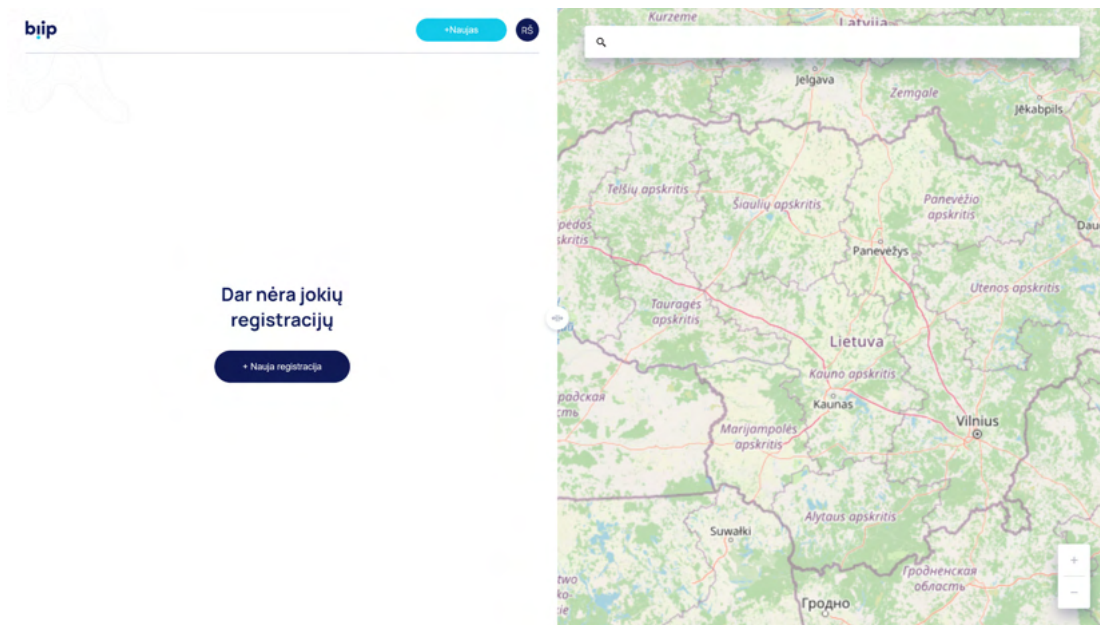 biip
+Naujas
RŠ
Dar nėra jokių
registracijų
+ Nauja registracija
Kurzeme
Latvija
Jelgava
Zemgale
Jēkabpils
Telšių apskritis
Šiaulių apskritis
Panevėžio
apskritis
Panevėžys
Utenos apskritis
Tauragės
apskritis
Lietuva
Kauno apskritis
Kaunas
Vilnius
Marijampolės
apskritis
Alytaus apskritis
Suwałki
Гродненская
область
Гродно
+
−